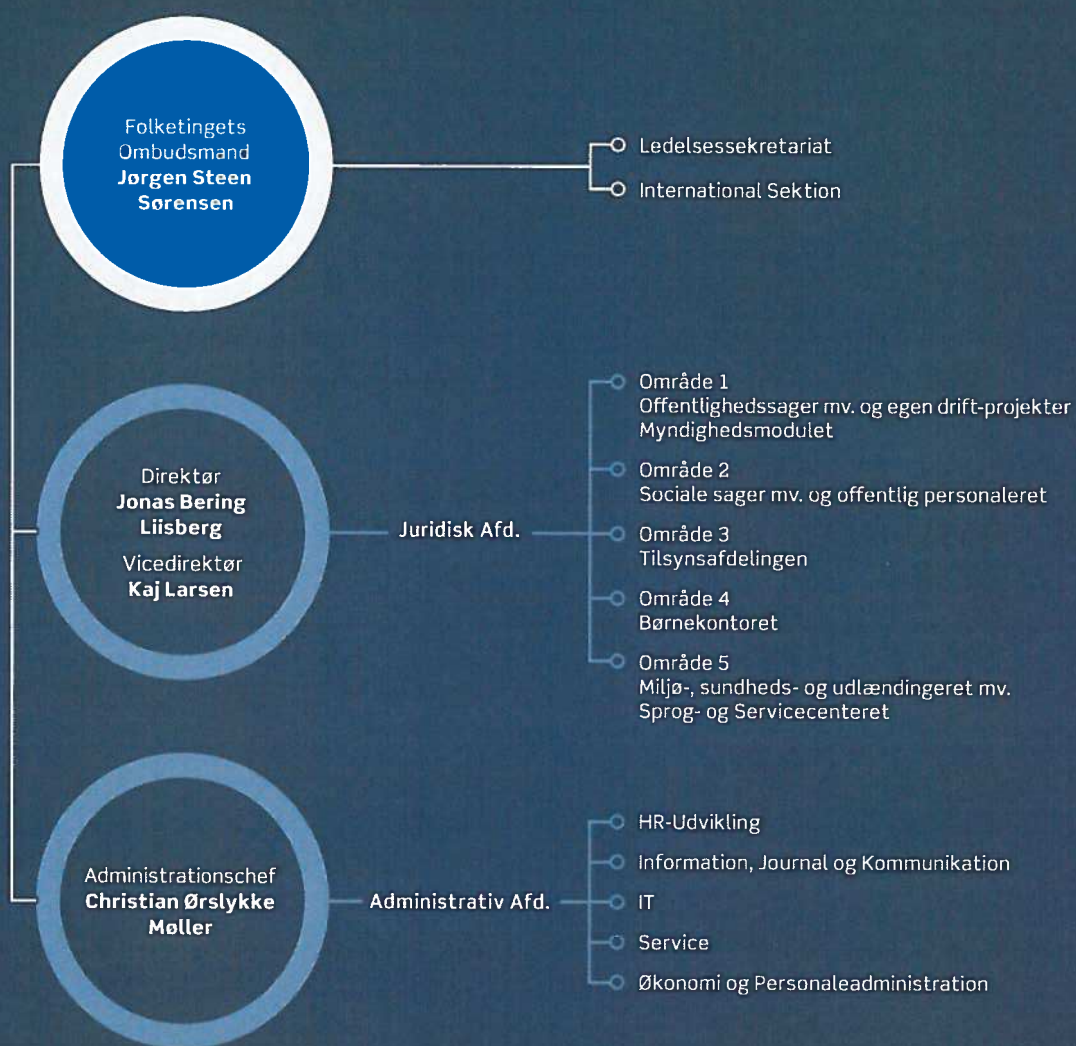 Folketingets
Ombudsmand
Jørgen Steen
Sørensen
Ledelsessekretariat
International Sektion
Direktør
Jonas Bering
Liisberg
Vicedirektør
Kaj Larsen
Juridisk Afd.
Område 1
Offentlighedssager mv. og egen drift-projekter
Myndighedsmodulet
Område 2
Sociale sager mv. og offentlig personaleret
Område 3
Tilsynsafdelingen
Område 4
Børnekontoret
Område 5
Miljø-, sundheds- og udlændingeret mv.
Sprog- og Servicecenteret
Administrationschef
Christian Ørslykke
Møller
Administrativ Afd.
HR-Udvikling
Information, Journal og Kommunikation
IT
Service
Økonomi og Personaleadministration